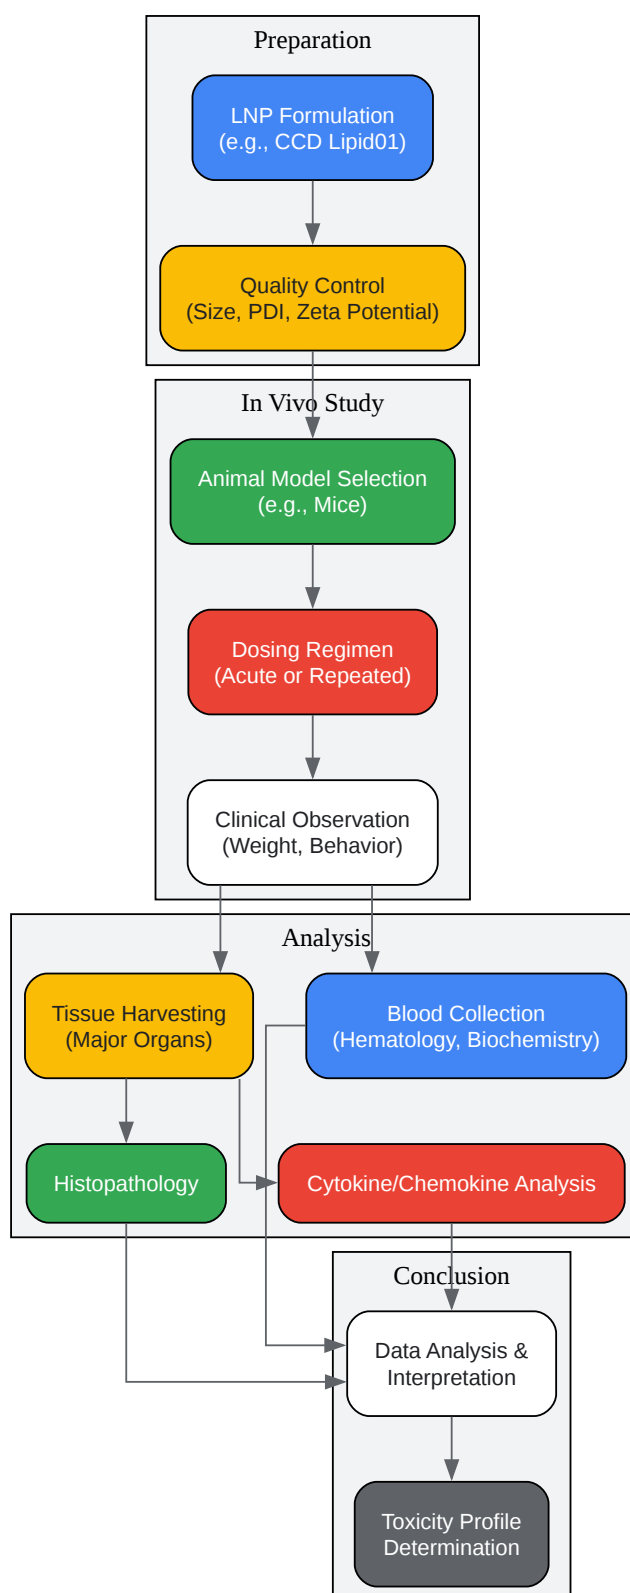 Preparation
LNP Formulation
(e.g., CCD Lipid01)
Quality Control
(Size, PDI, Zeta Potential)
In Vivo Study
Animal Model Selection
(e.g., Mice)
Dosing Regimen
(Acute or Repeated)
Clinical Observation
(Weight, Behavior)
Analysis
Tissue Harvesting
(Major Organs)
Blood Collection
(Hematology, Biochemistry)
Histopathology
Cytokine/Chemokine Analysis
Conclusion
Data Analysis &
Interpretation
Toxicity Profile
Determination